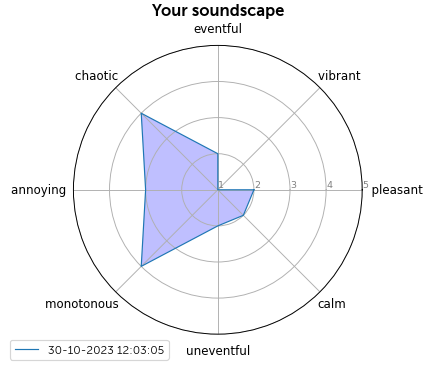 Your soundscape
eventful
chaotic
vibrant
annoying
1
2
3
4
5
pleasant
monotonous
calm
30-10-2023 12:03:05
uneventful